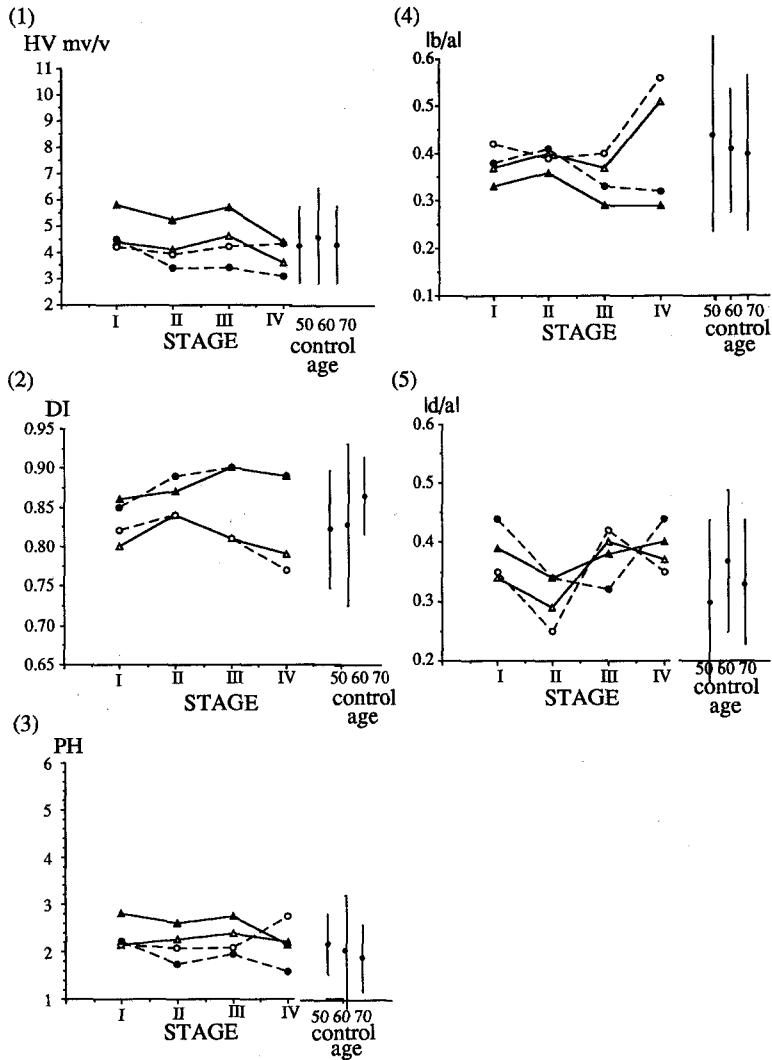 (1)
HV mv/v
11
10
9
8
7
6
5
4
3
2
I II III IV
STAGE
50 60 70
control
age
(2)
DI
0.95
0.90
0.85
0.80
0.75
0.70
0.65
I II III IV
STAGE
50 60 70
control
age
(3)
PH
6
5
4
3
2
1
I II III IV
STAGE
50 60 70
control
age
(4)
|b/a|
0.6
0.5
0.4
0.3
0.2
0.1
I II III IV
STAGE
50 60 70
control
age
(5)
|d/a|
0.6
0.5
0.4
0.3
0.2
I II III IV
STAGE
50 60 70
control
age